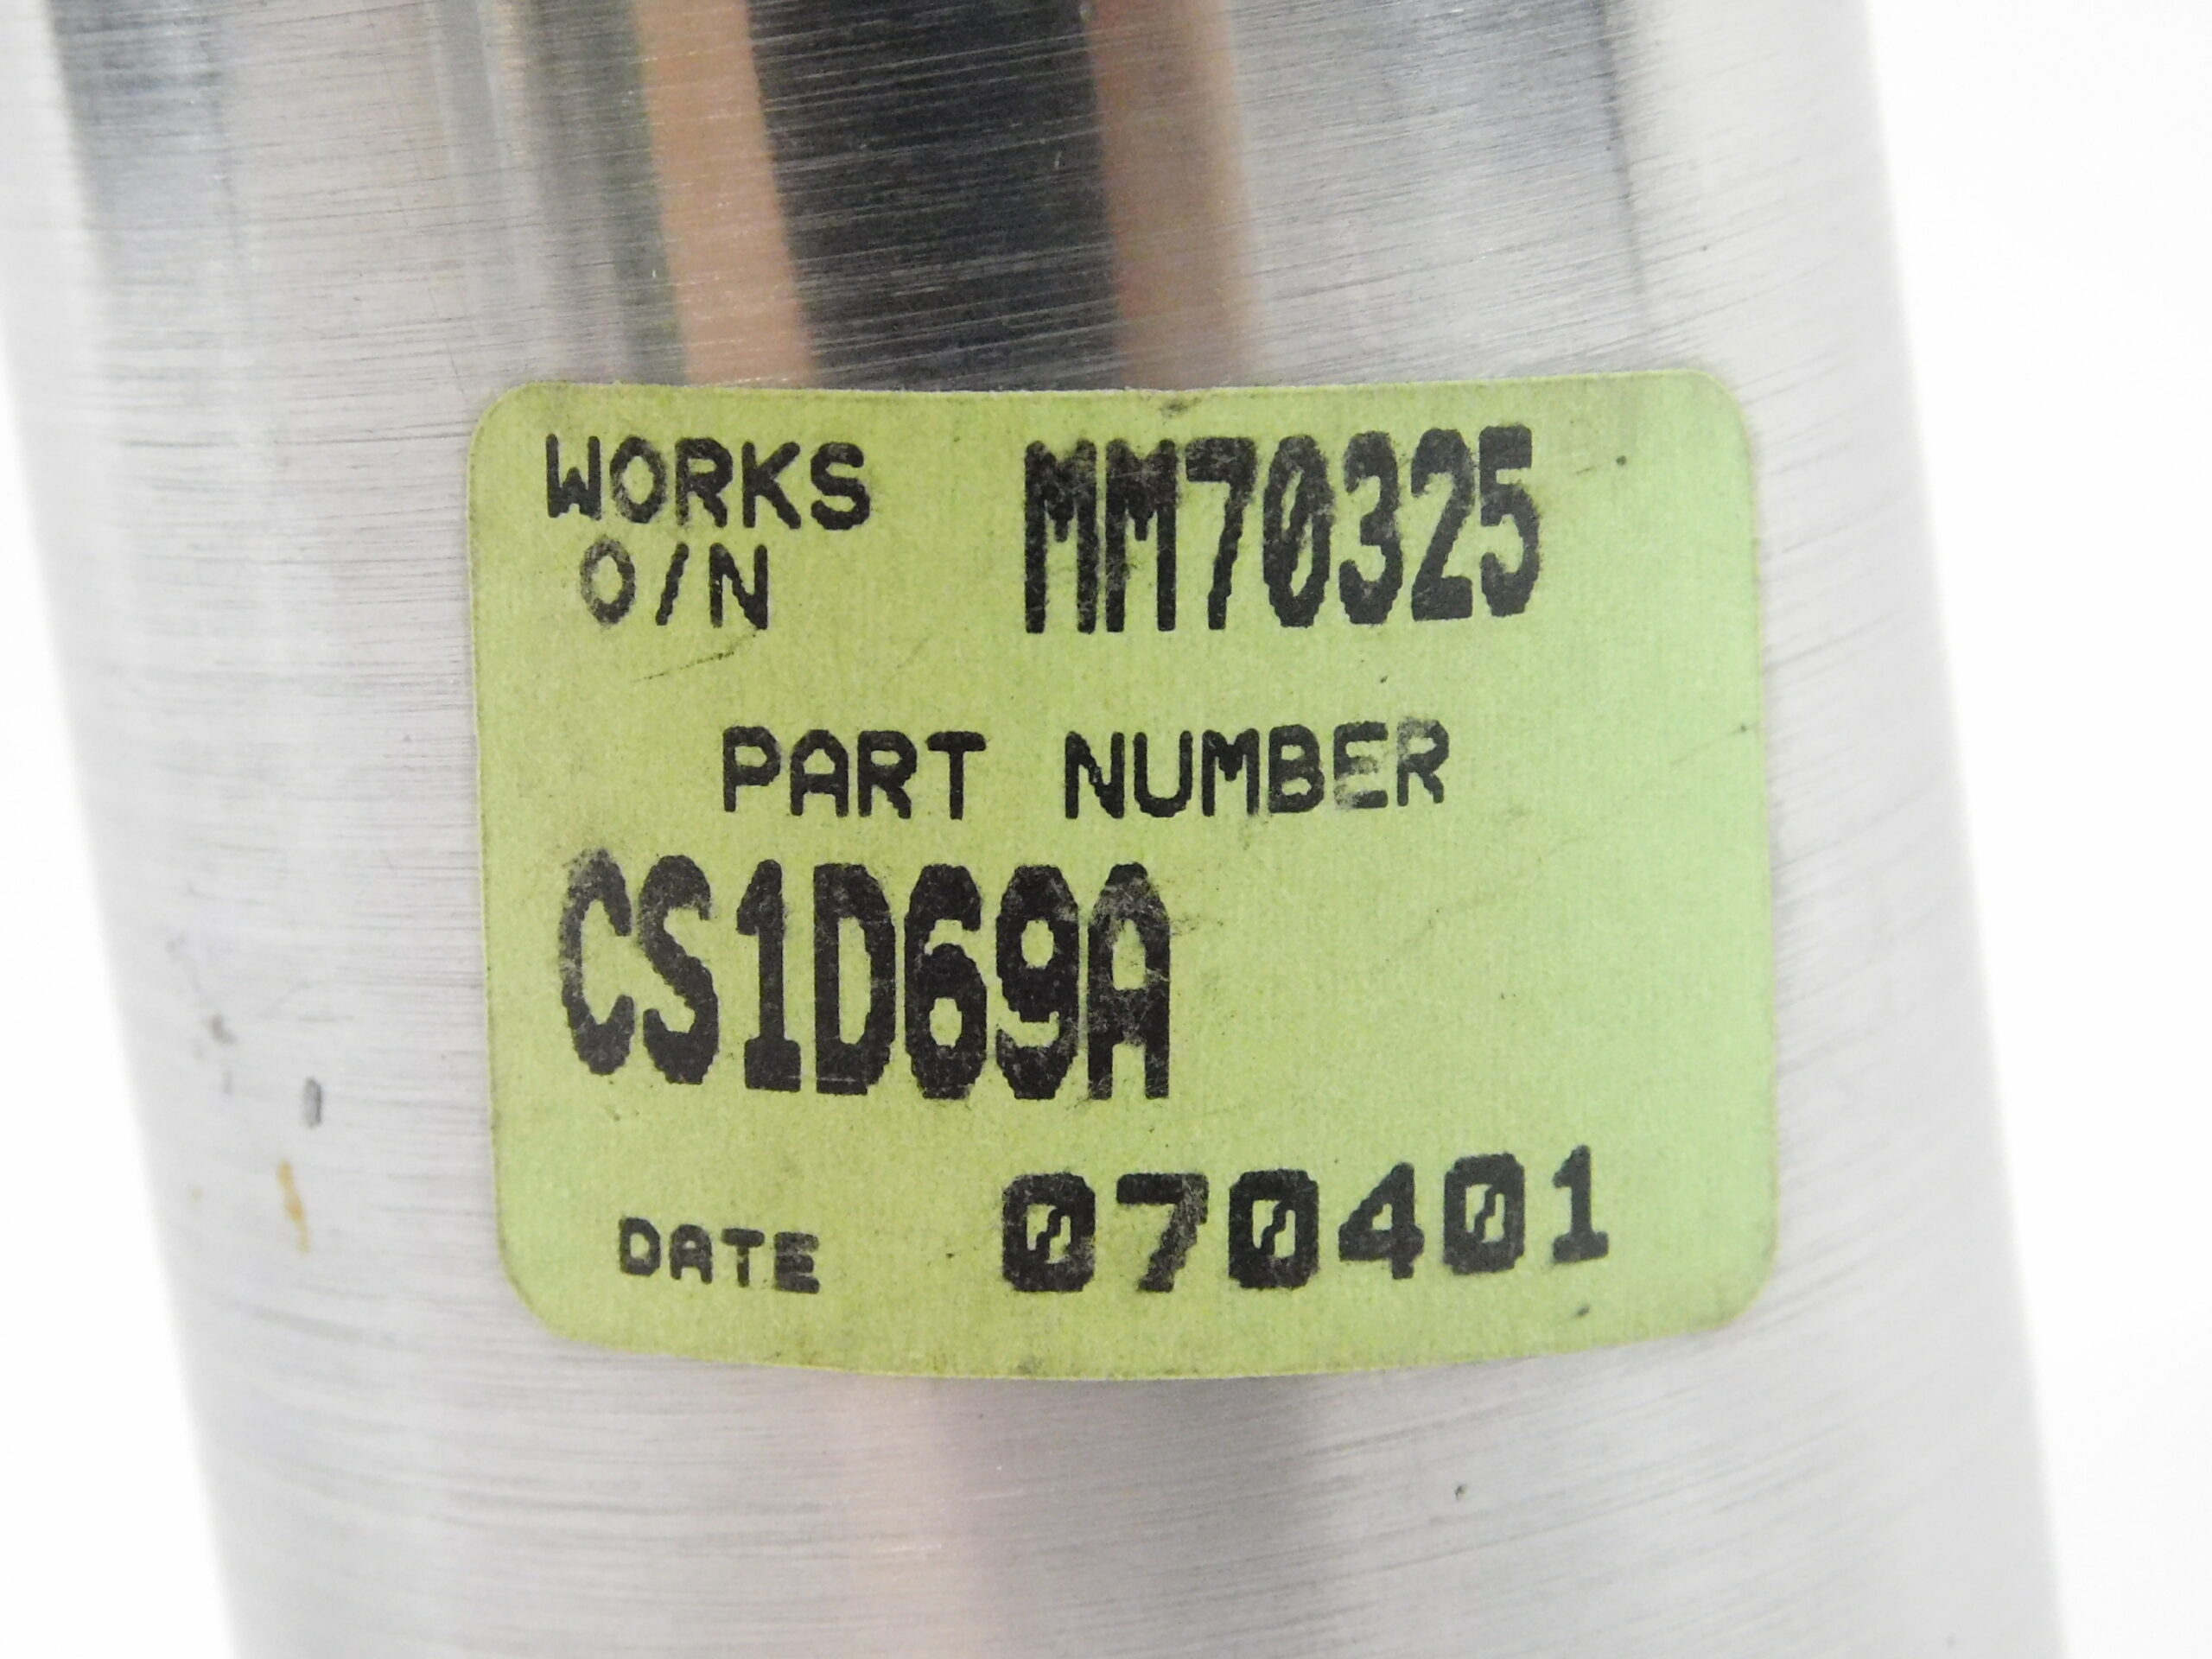 WORKS MM70325
O/N
PART NUMBER
CS1D69A
DATE 070401